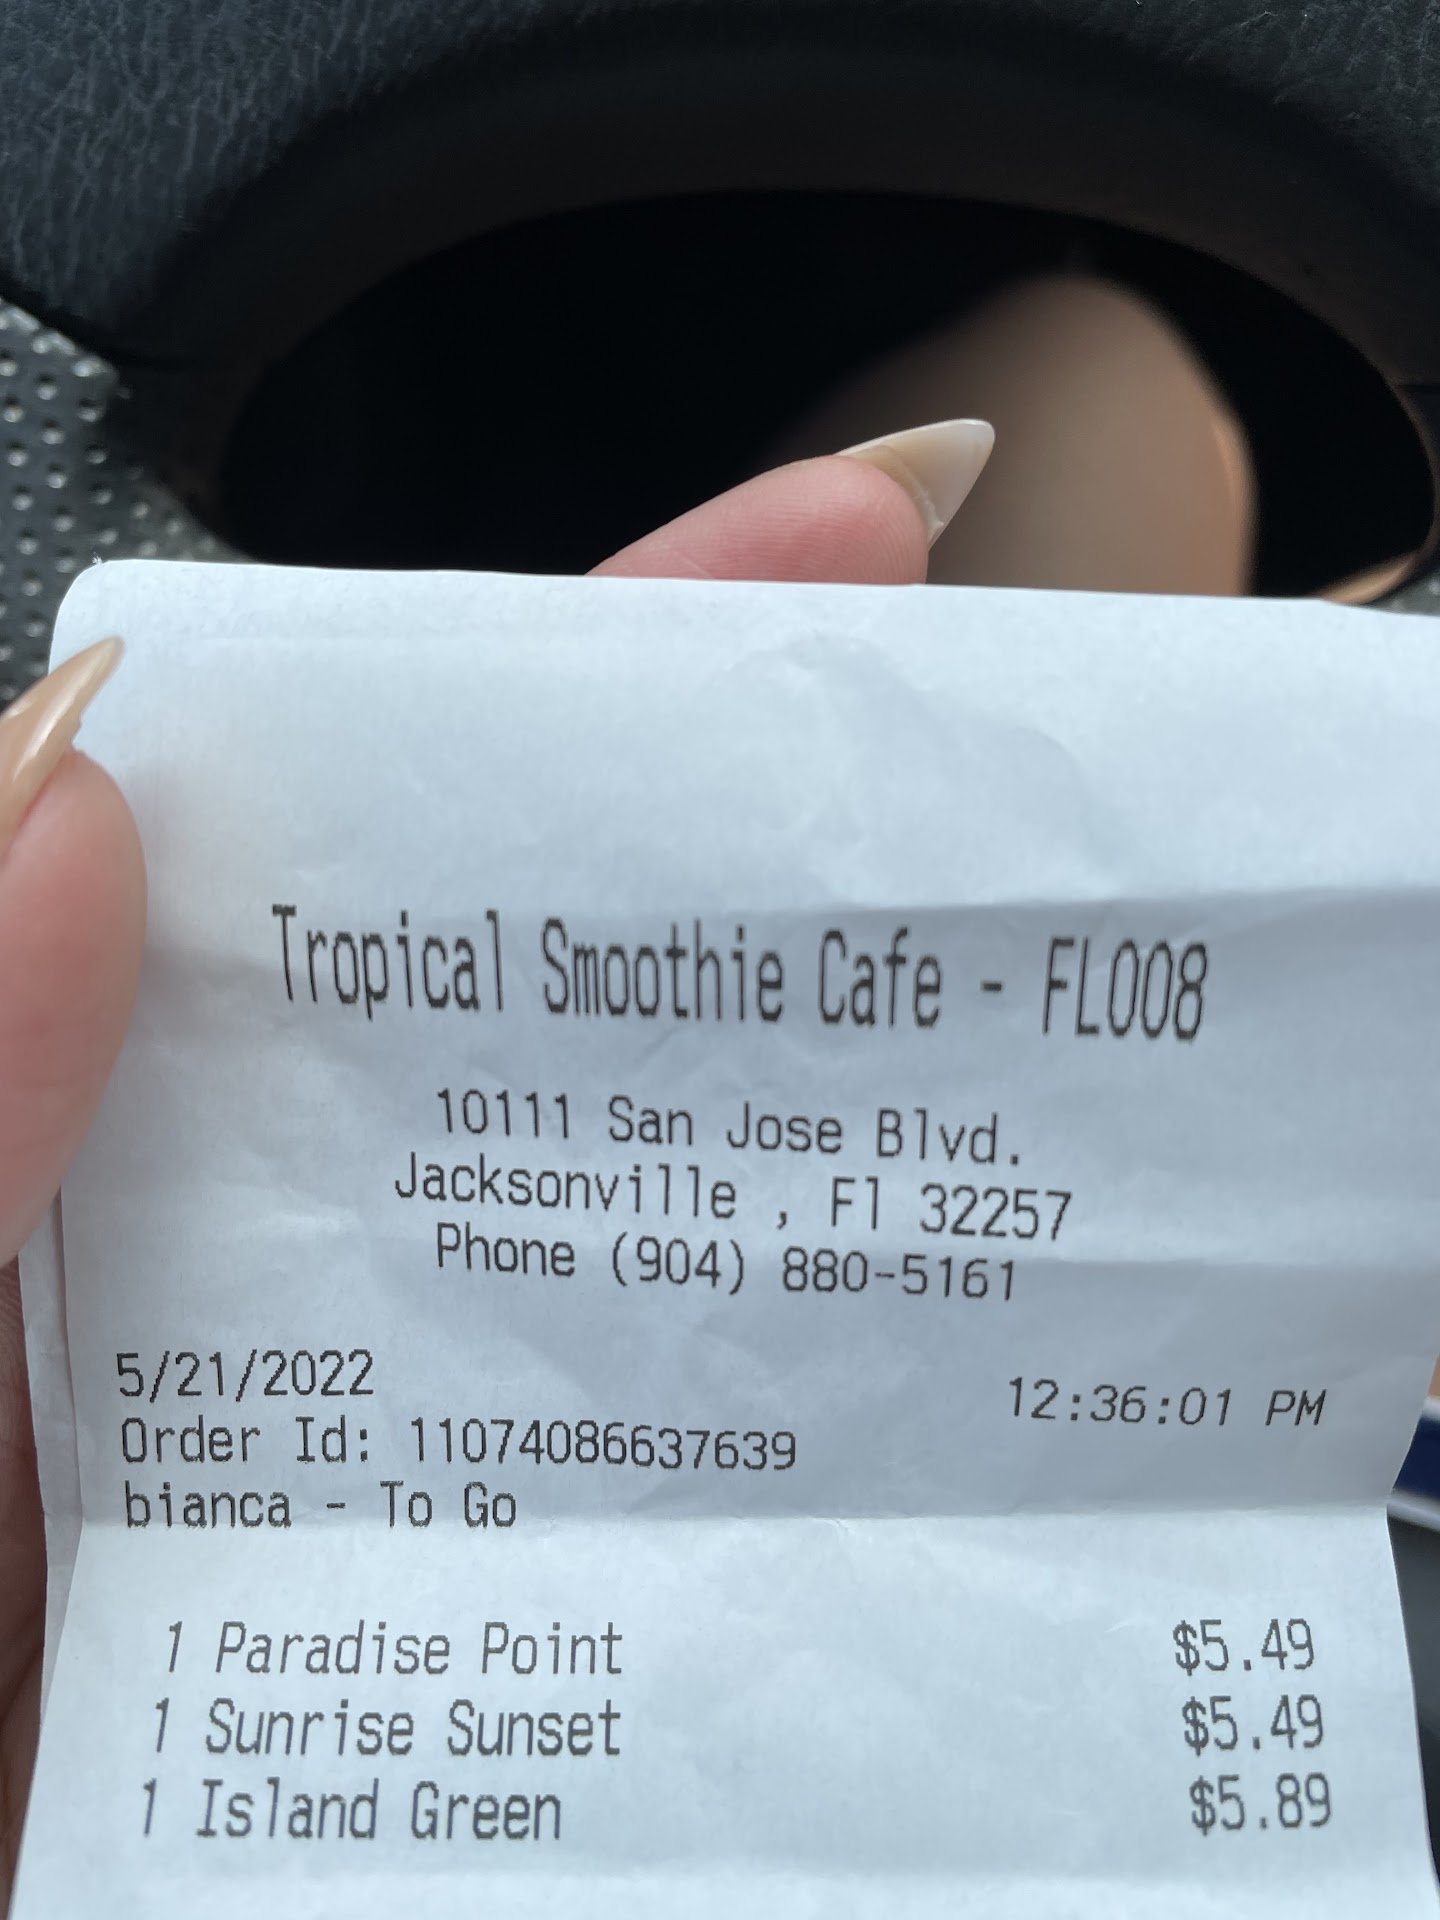 Tropical Smoothie Cafe - FL008
10111 San Jose Blvd.
Jacksonville , Fl 32257
Phone (904) 880-5161
5/21/2022 12:36:01 PM
Order Id: 11074086637639
bianca - To Go
1 Paradise Point $5.49
1 Sunrise Sunset $5.49
1 Island Green $5.89